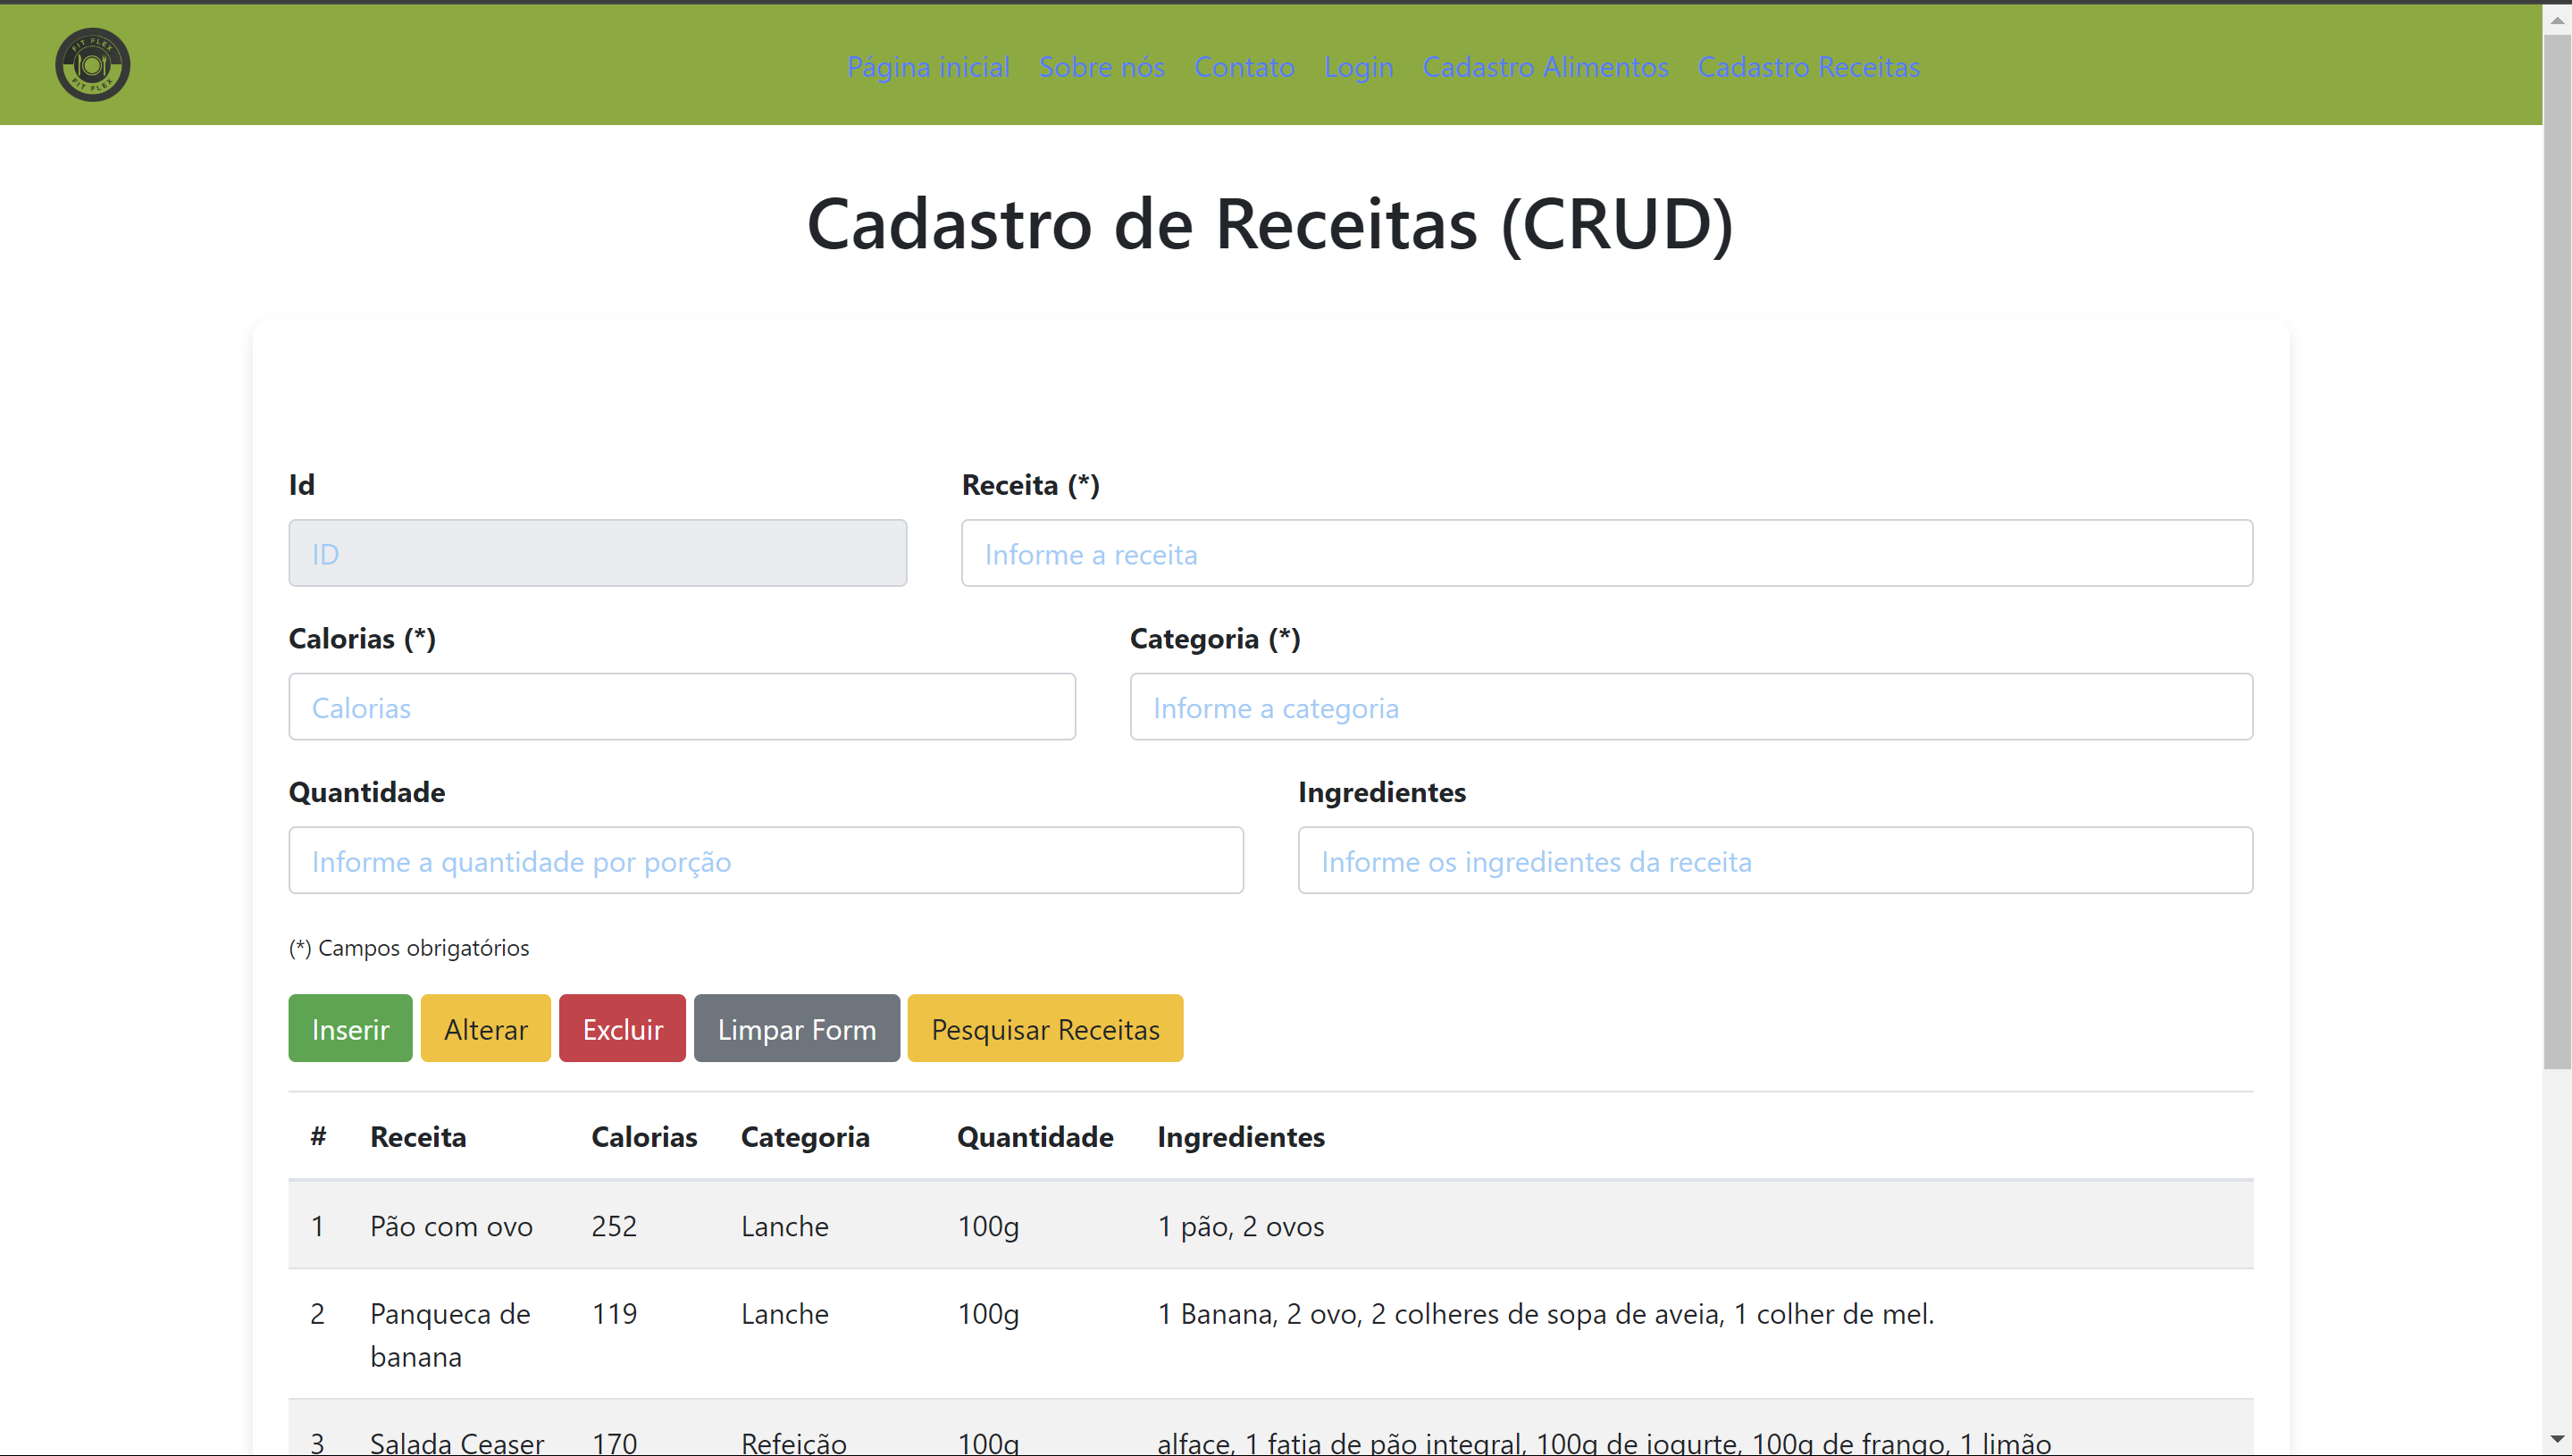 FIT FLEX
FIT FLEX
Página inicial Sobre nós Contato Login Cadastro Alimentos Cadastro Receitas
Cadastro de Receitas (CRUD)
Id Receita (*)
ID Informe a receita
Calorias (*) Categoria (*)
Calorias Informe a categoria
Quantidade Ingredientes
Informe a quantidade por porção Informe os ingredientes da receita
(*) Campos obrigatórios
Inserir Alterar Excluir Limpar Form Pesquisar Receitas
# Receita Calorias Categoria Quantidade Ingredientes
1 Pão com ovo 252 Lanche 100g 1 pão, 2 ovos
2 Panqueca de banana 119 Lanche 100g 1 Banana, 2 ovo, 2 colheres de sopa de aveia, 1 colher de mel.
3 Salada Ceaser 170 Refeição 100g alface, 1 fatia de pão integral, 100g de iogurte, 100g de frango, 1 limão